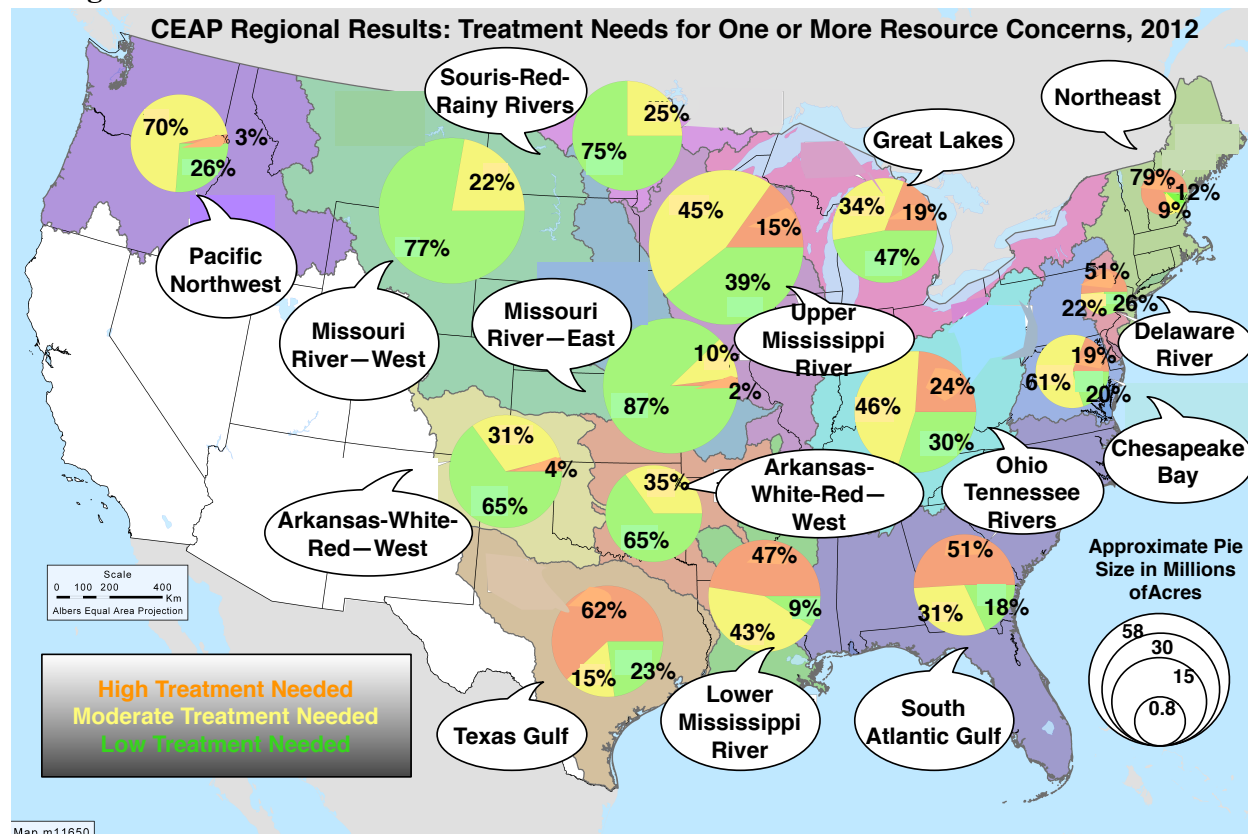 CEAP Regional Results: Treatment Needs for One or More Resource Concerns, 2012
Souris-Red-
Rainy Rivers
25%
75%
Northeast
Great Lakes
70%
3%
26%
Pacific
Northwest
22%
77%
Missouri
River—West
45%
15%
39%
Upper
Mississippi
River
34%
19%
47%
79%
12%
9%
51%
22%
26%
Delaware
River
Missouri
River—East
10%
2%
87%
46%
24%
30%
Ohio
Tennessee
Rivers
19%
61%
20%
Chesapeake
Bay
31%
4%
65%
Arkansas-White-
Red—West
35%
65%
Arkansas-
White-Red—
West
47%
9%
43%
Lower
Mississippi
River
51%
31%
18%
South
Atlantic Gulf
62%
15%
23%
Texas Gulf
Scale
0 100 200 400
Km
Albers Equal Area Projection
High Treatment Needed
Moderate Treatment Needed
Low Treatment Needed
Approximate Pie
Size in Millions
ofAcres
58
30
15
0.8
Map m11650